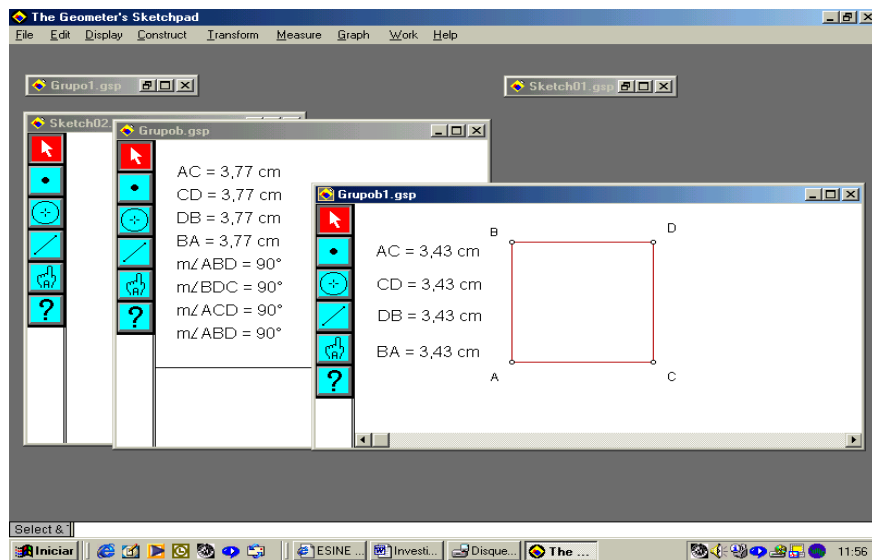 The Geometer's Sketchpad
File Edit Display Construct Transform Measure Graph Work Help
Grupo1.gsp
Sketch01.gsp
Sketch02.
Grupob.gsp
AC = 3,77 cm
CD = 3,77 cm
DB = 3,77 cm
BA = 3,77 cm
m∠ABD = 90°
m∠BDC = 90°
m∠ACD = 90°
m∠ABD = 90°
?
?
Grupob1.gsp
AC = 3,43 cm
CD = 3,43 cm
DB = 3,43 cm
BA = 3,43 cm
B
D
A
C
A
A
A
?
Select &
Iniciar
ESINE ...
Investi...
Disque...
The ...
11:56